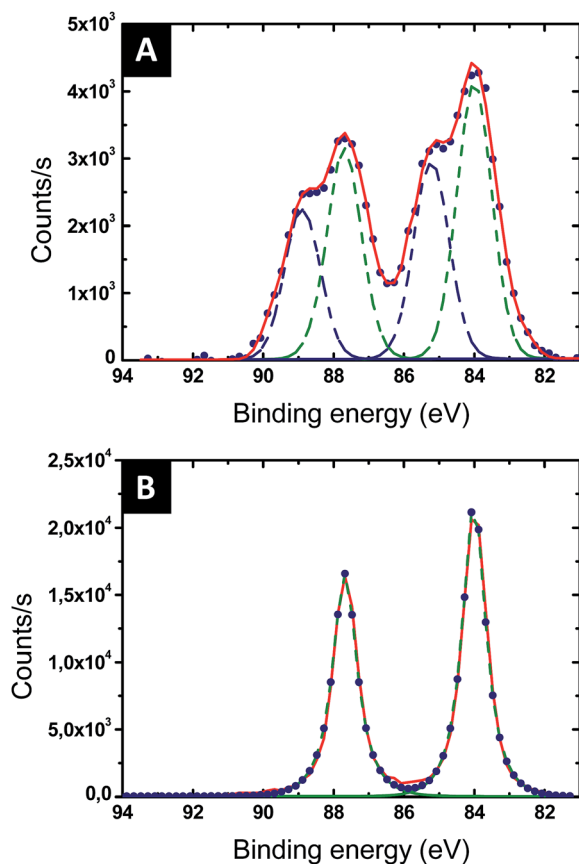 A
5x10³
4x10³
3x10³
2x10³
1x10³
0
Counts/s
94 92 90 88 86 84 82
Binding energy (eV)
B
2,5x10⁴
2,0x10⁴
1,5x10⁴
1,0x10⁴
5,0x10³
0,0
Counts/s
94 92 90 88 86 84 82
Binding energy (eV)